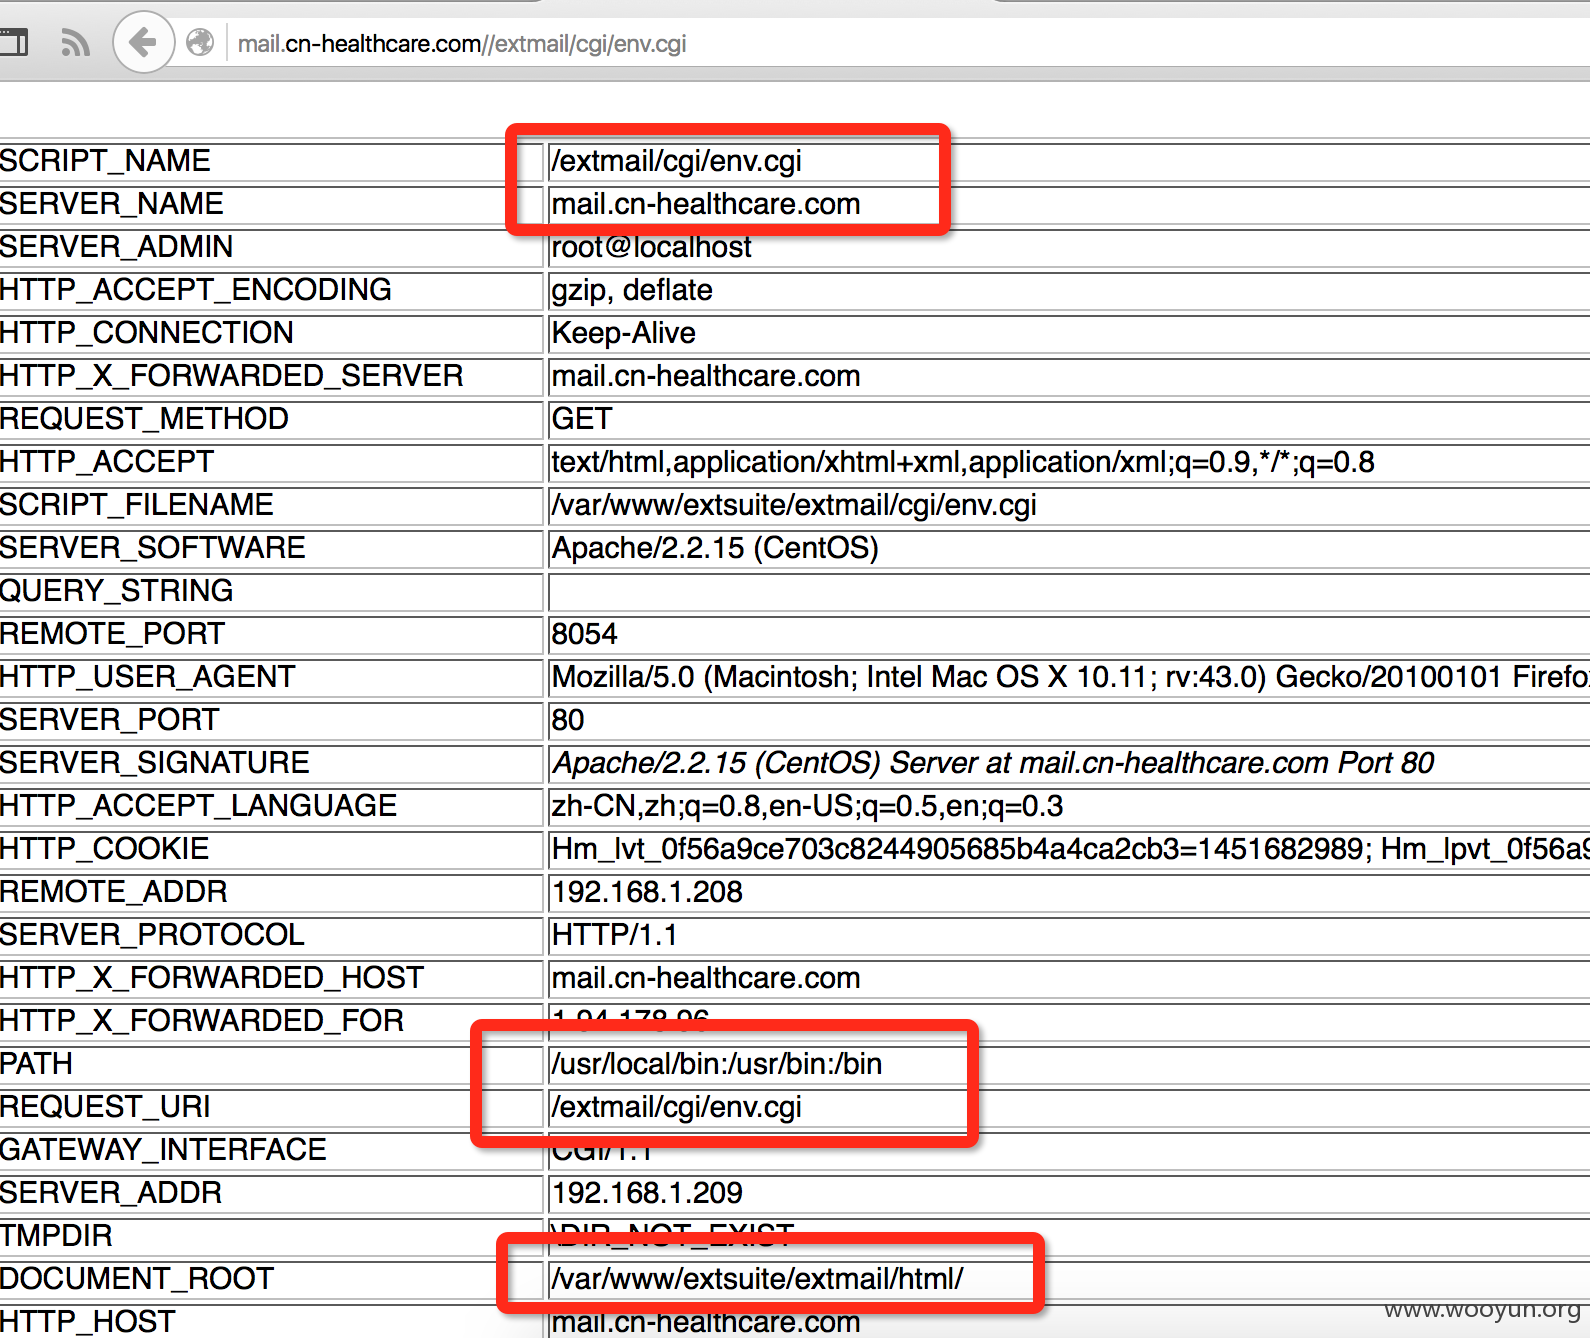 mail.cn-healthcare.com//extmail/cgi/env.cgi
SCRIPT_NAME /extmail/cgi/env.cgi
SERVER_NAME mail.cn-healthcare.com
SERVER_ADMIN root@localhost
HTTP_ACCEPT_ENCODING gzip, deflate
HTTP_CONNECTION Keep-Alive
HTTP_X_FORWARDED_SERVER mail.cn-healthcare.com
REQUEST_METHOD GET
HTTP_ACCEPT text/html,application/xhtml+xml,application/xml;q=0.9,*/*;q=0.8
SCRIPT_FILENAME /var/www/extsuite/extmail/cgi/env.cgi
SERVER_SOFTWARE Apache/2.2.15 (CentOS)
QUERY_STRING
REMOTE_PORT 8054
HTTP_USER_AGENT Mozilla/5.0 (Macintosh; Intel Mac OS X 10.11; rv:43.0) Gecko/20100101 Firefo
SERVER_PORT 80
SERVER_SIGNATURE Apache/2.2.15 (CentOS) Server at mail.cn-healthcare.com Port 80
HTTP_ACCEPT_LANGUAGE zh-CN,zh;q=0.8,en-US;q=0.5,en;q=0.3
HTTP_COOKIE Hm_lvt_0f56a9ce703c8244905685b4a4ca2cb3=1451682989; Hm_lpvt_0f56a9
REMOTE_ADDR 192.168.1.208
SERVER_PROTOCOL HTTP/1.1
HTTP_X_FORWARDED_HOST mail.cn-healthcare.com
HTTP_X_FORWARDED_FOR 1.94.178.96
PATH /usr/local/bin:/usr/bin:/bin
REQUEST_URI /extmail/cgi/env.cgi
GATEWAY_INTERFACE CGI/1.1
SERVER_ADDR 192.168.1.209
TMPDIR \DIR_NOT_EXIST
DOCUMENT_ROOT /var/www/extsuite/extmail/html/
HTTP_HOST mail.cn-healthcare.com
www.wooyun.org